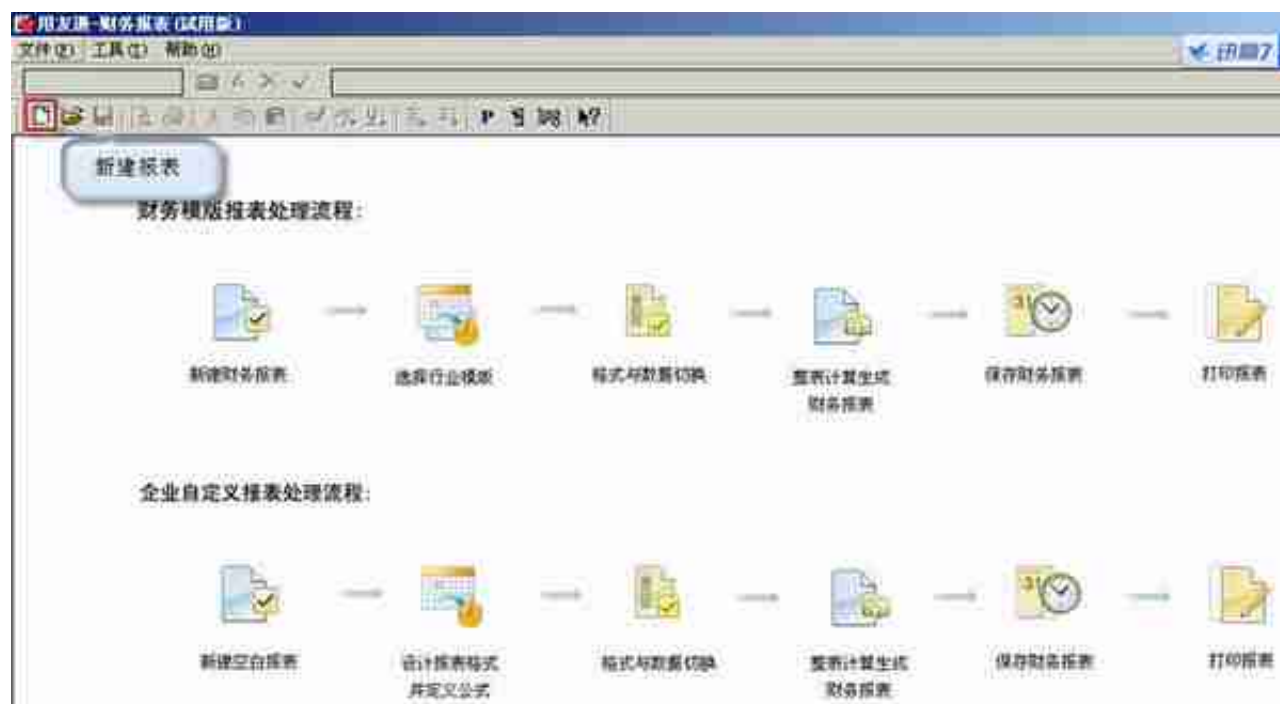 用友通-财务报表(试用版)
文件(F) 工具(T) 帮助(H)
新建报表
财务模版报表处理流程:
新建财务报表 选择行业模版 格式与数据切换 整表计算生成 保存财务报表 打印报表
财务报表
企业自定义报表处理流程:
新建空白报表 设计报表格式 格式与数据切换 整表计算生成 保存财务报表 打印报表
并定义公式 财务报表